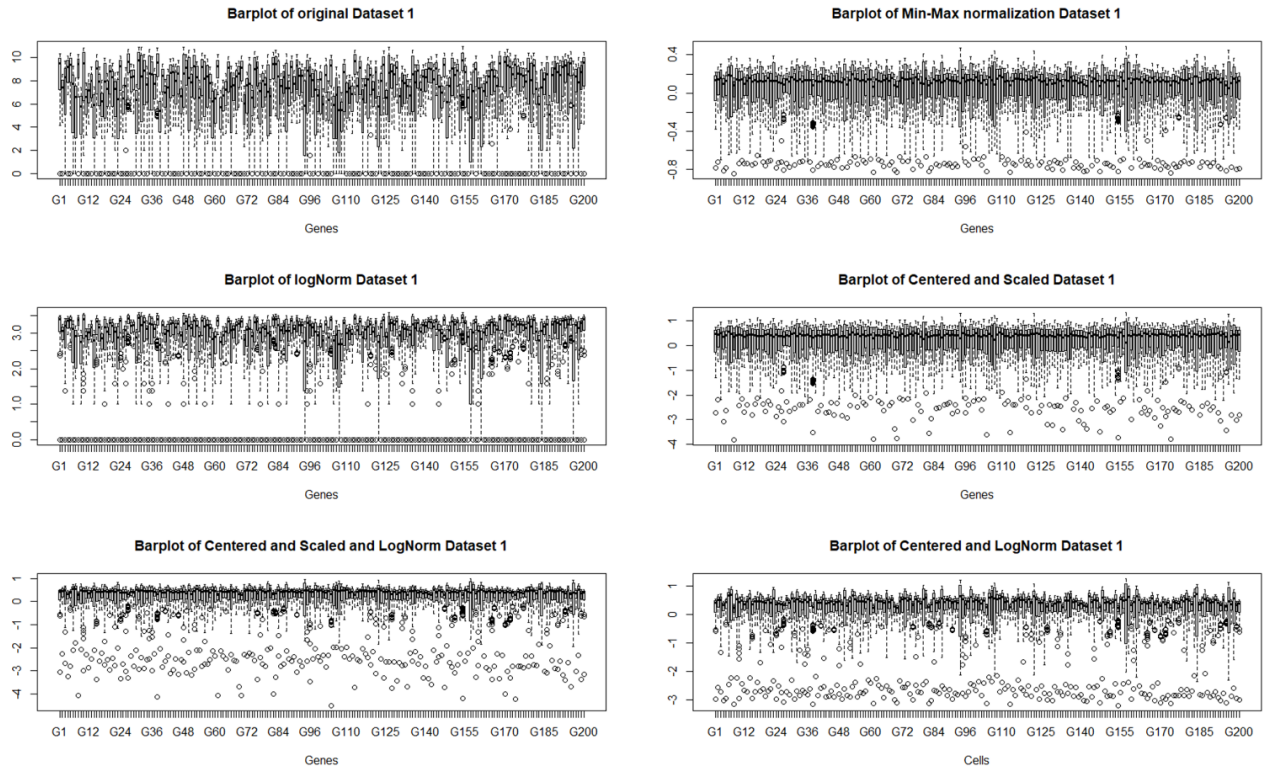 Barplot of original Dataset 1
10
8
6
4
2
0
G1 G12 G24 G36 G48 G60 G72 G84 G96 G110 G125 G140 G155 G170 G185 G200
Genes
Barplot of Min-Max normalization Dataset 1
0.4
0.0
-0.4
-0.8
G1 G12 G24 G36 G48 G60 G72 G84 G96 G110 G125 G140 G155 G170 G185 G200
Genes
Barplot of logNorm Dataset 1
3.0
2.0
1.0
0.0
G1 G12 G24 G36 G48 G60 G72 G84 G96 G110 G125 G140 G155 G170 G185 G200
Genes
Barplot of Centered and Scaled Dataset 1
1
0
-1
-2
-3
-4
G1 G12 G24 G36 G48 G60 G72 G84 G96 G110 G125 G140 G155 G170 G185 G200
Genes
Barplot of Centered and Scaled and LogNorm Dataset 1
1
0
-1
-2
-3
-4
G1 G12 G24 G36 G48 G60 G72 G84 G96 G110 G125 G140 G155 G170 G185 G200
Genes
Barplot of Centered and LogNorm Dataset 1
1
0
-1
-2
-3
G1 G12 G24 G36 G48 G60 G72 G84 G96 G110 G125 G140 G155 G170 G185 G200
Cells